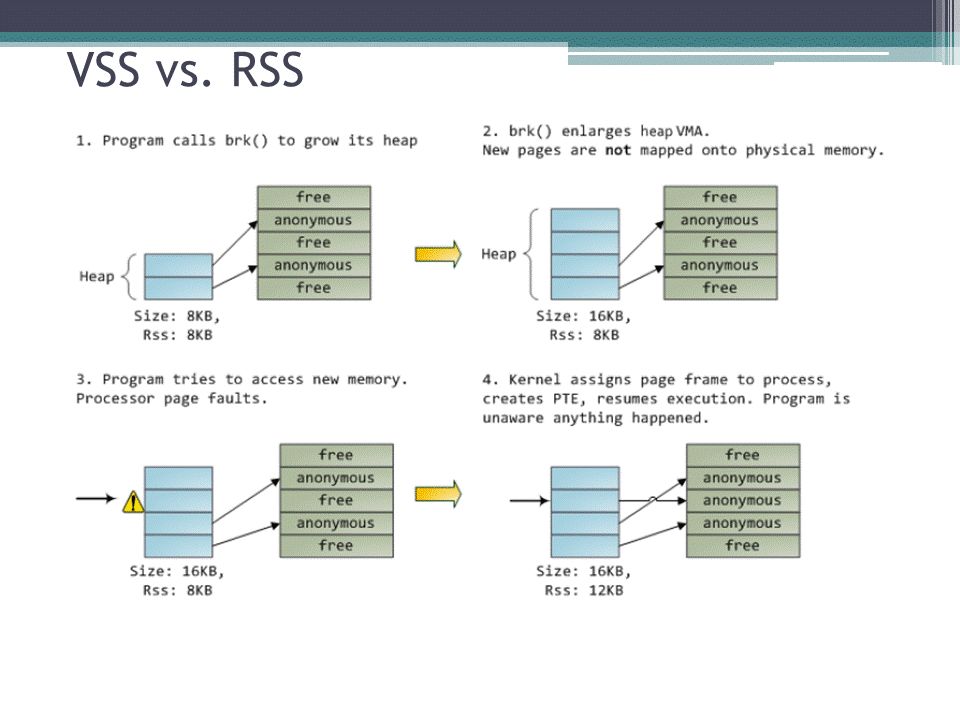 VSS vs. RSS
1. Program calls brk() to grow its heap
free
anonymous
free
anonymous
free
Heap
Size: 8KB,
Rss: 8KB
2. brk() enlarges heap VMA.
New pages are not mapped onto physical memory.
free
anonymous
free
anonymous
free
Heap
Size: 16KB,
Rss: 8KB
3. Program tries to access new memory.
Processor page faults.
free
anonymous
free
anonymous
free
Size: 16KB,
Rss: 8KB
4. Kernel assigns page frame to process,
creates PTE, resumes execution. Program is
unaware anything happened.
free
anonymous
anonymous
anonymous
free
Size: 16KB,
Rss: 12KB